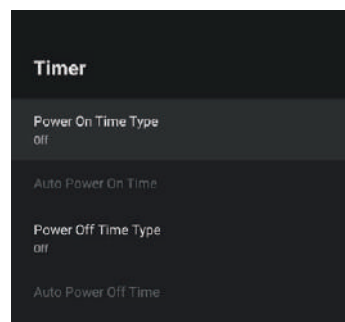 Timer
Power On Time Type
Off
Auto Power On Time
Power Off Time Type
Off
Auto Power Off Time